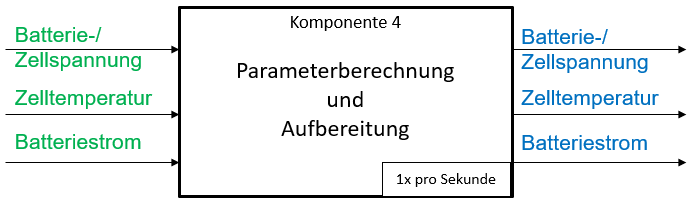 Komponente 4
Batterie-/
Zellspannung
Zelltemperatur
Batteriestrom
Parameterberechnung
und
Aufbereitung
1x pro Sekunde
Batterie-/
Zellspannung
Zelltemperatur
Batteriestrom